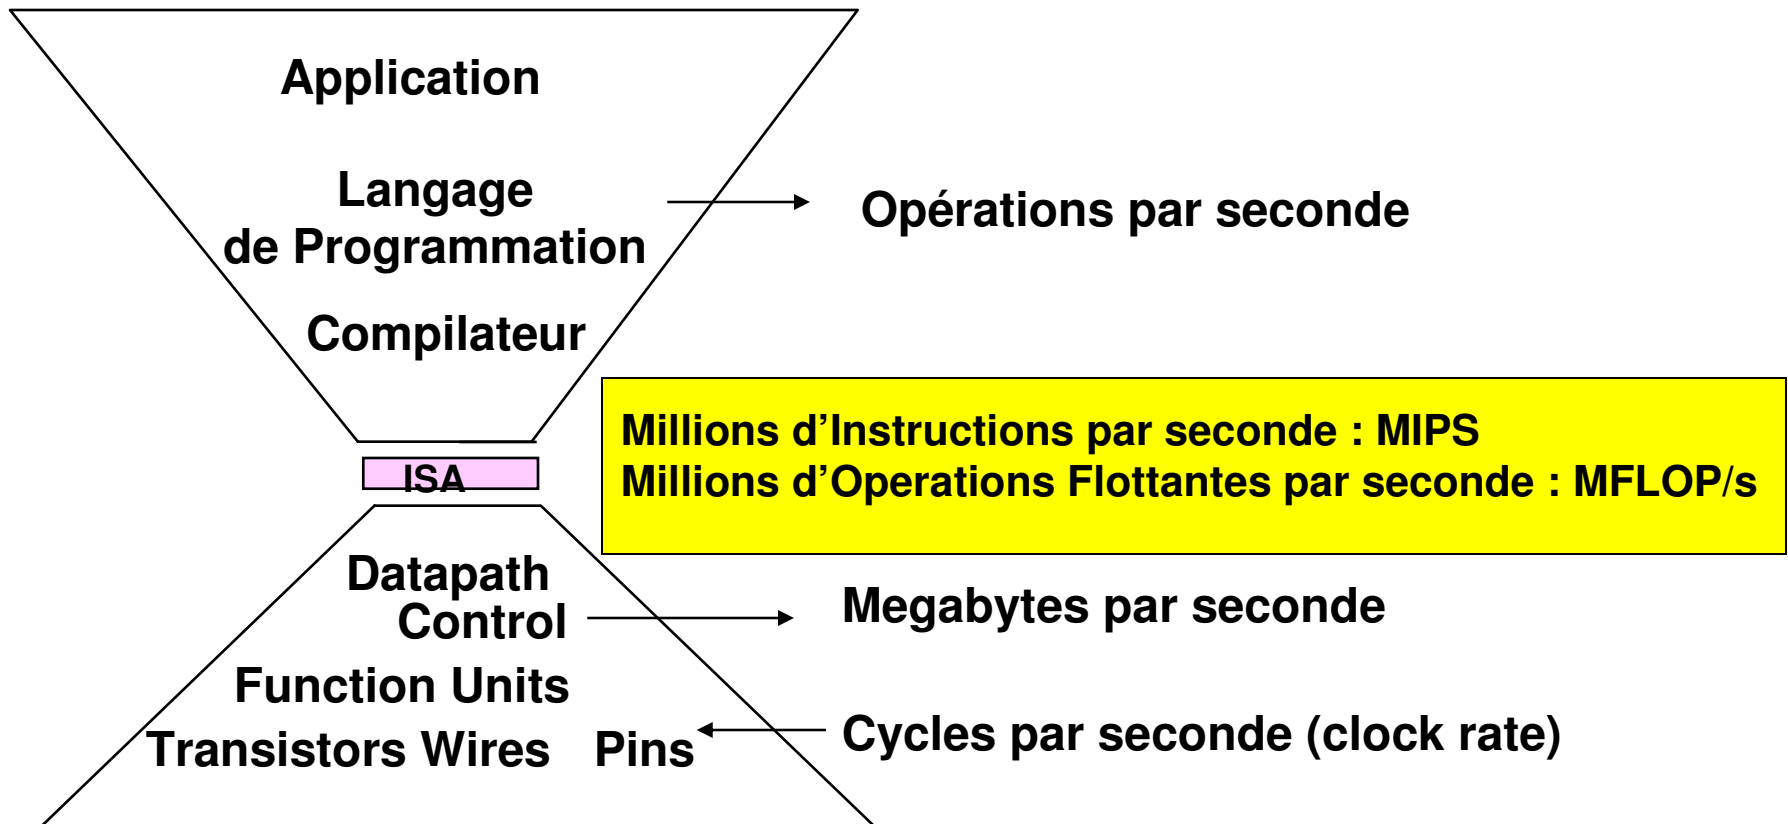 Application
Langage
de Programmation
Opérations par seconde
Compilateur
Millions d’Instructions par seconde : MIPS
Millions d’Operations Flottantes par seconde : MFLOP/s
ISA
Datapath
Control
Megabytes par seconde
Function Units
Transistors Wires Pins
Cycles par seconde (clock rate)